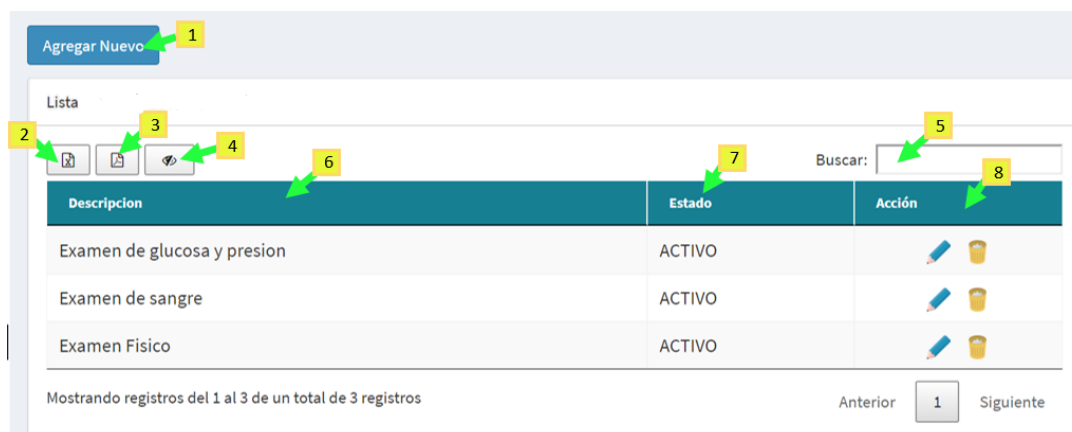 Agregar Nuevo 1
Lista
2 3 4 5
Buscar:
6 7 8
Descripcion Estado Acción
Examen de glucosa y presion ACTIVO
Examen de sangre ACTIVO
Examen Fisico ACTIVO
Mostrando registros del 1 al 3 de un total de 3 registros Anterior 1 Siguiente